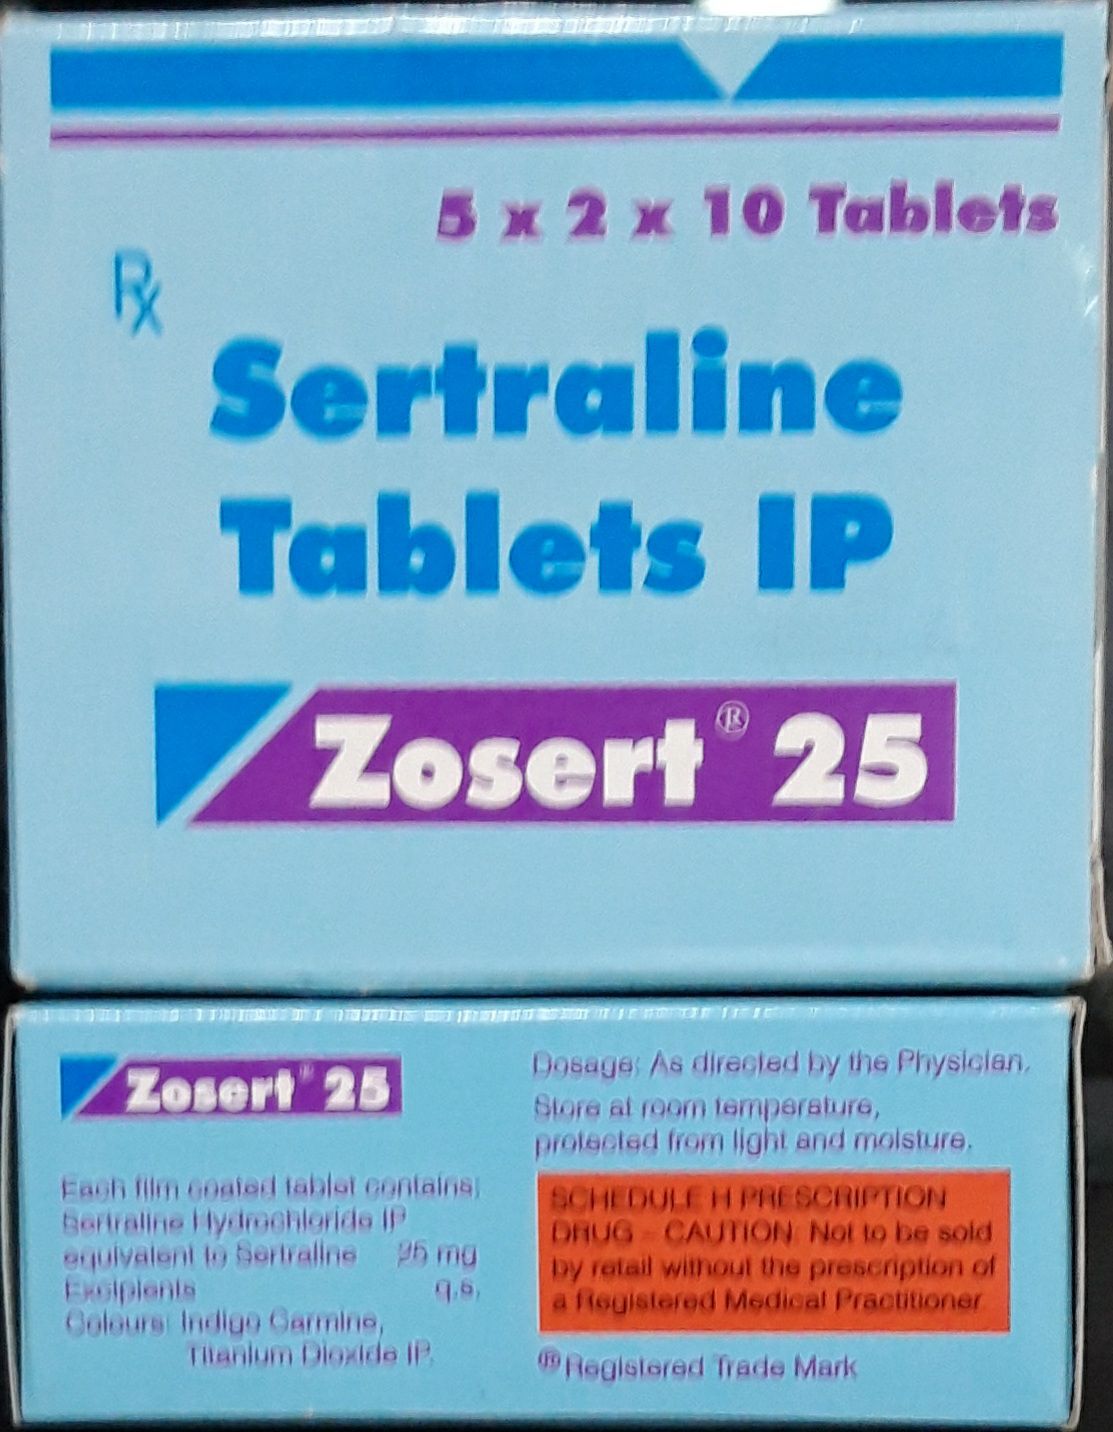 5 x 2 x 10 Tablets
Rx
Sertraline
Tablets IP
Zosert® 25
Zosert® 25
Each film coated tablet contains:
Sertraline Hydrochloride IP
equivalent to Sertraline 25 mg
Excipients q.s.
Colours: Indigo Carmine,
Titanium Dioxide IP.
Dosage: As directed by the Physician.
Store at room temperature,
protected from light and moisture.
SCHEDULE H PRESCRIPTION
DRUG - CAUTION: Not to be sold
by retail without the prescription of
a Registered Medical Practitioner
® Registered Trade Mark